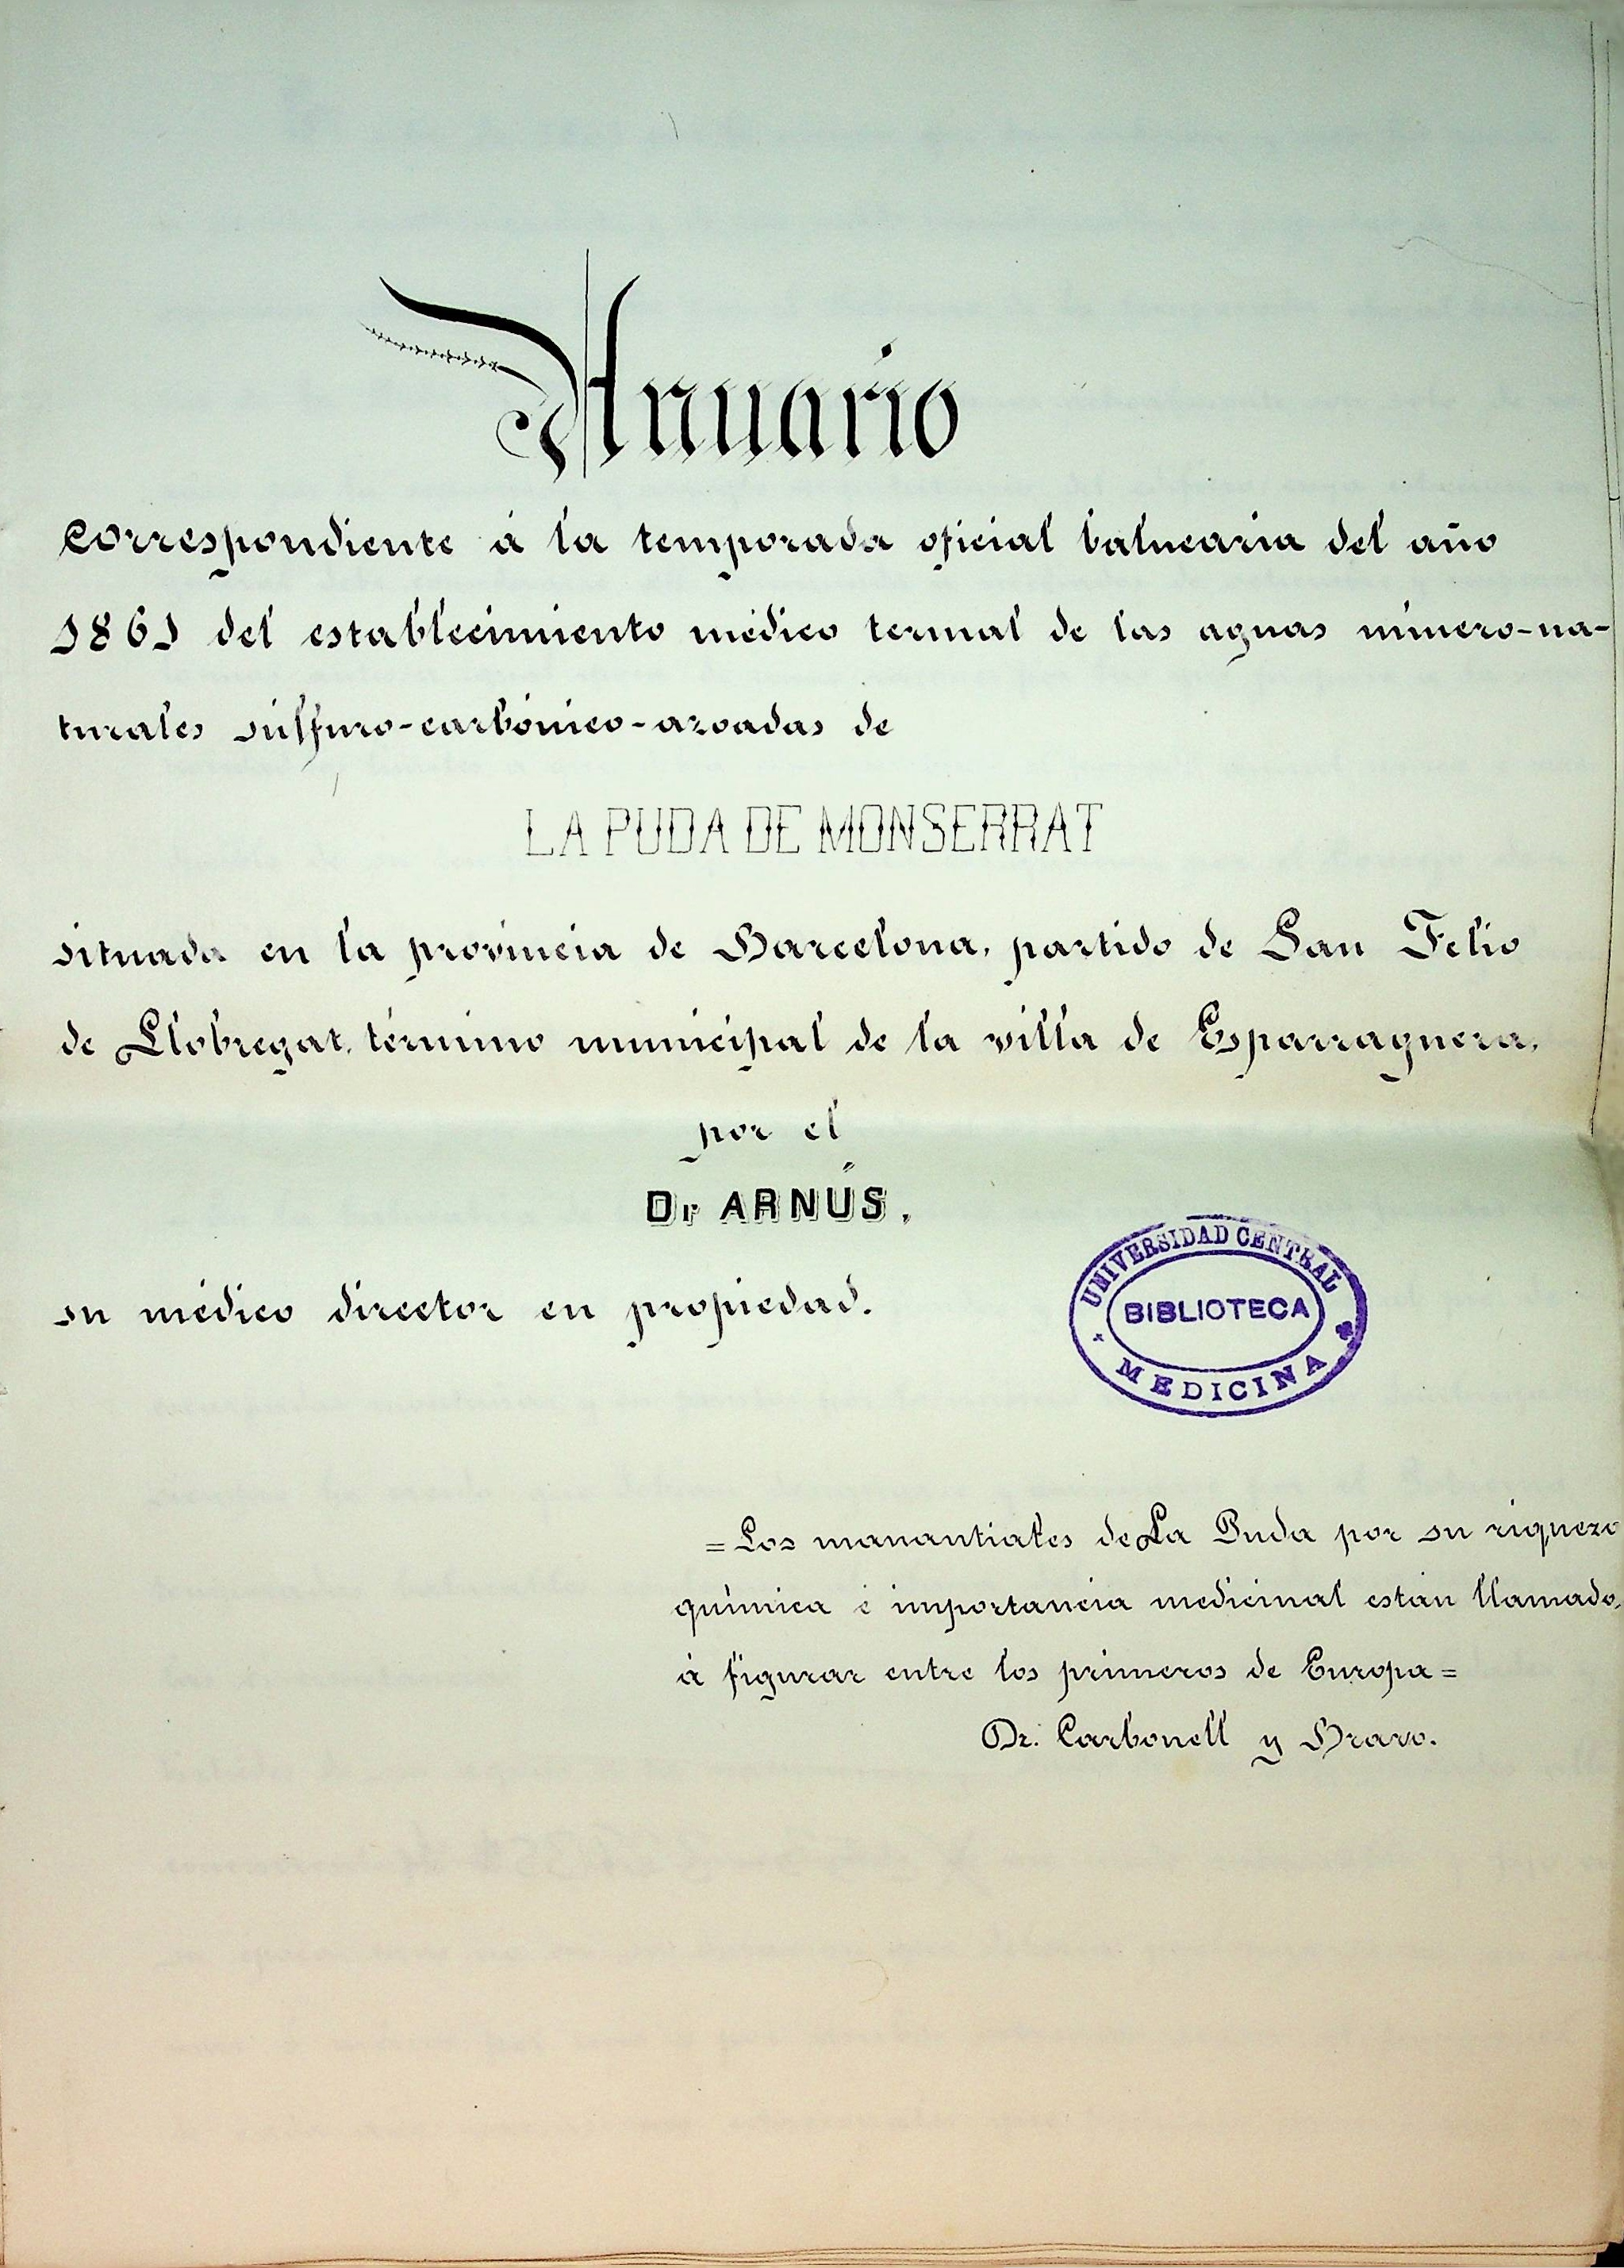 Anuario
correspondiente á la temporada oficial balnearia del año
1861 del establecimiento médico termal de las aguas minero-na-
turales súlfuro-carbónico-azoadas de
LA PUDA DE MONSERRAT
situada en la provincia de Barcelona, partido de San Felio
de Llobregat, término municipal de la villa de Esparraguera,
por el
Dr ARNÚS.
su médico director en propiedad.
UNIVERSIDAD CENTRAL
BIBLIOTECA
MEDICINA
=Los manantiales de La Puda por su riqueza
química é importancia medicinal están llamados
á figurar entre los primeros de Europa=
Dr. Carbonell y Bravo.